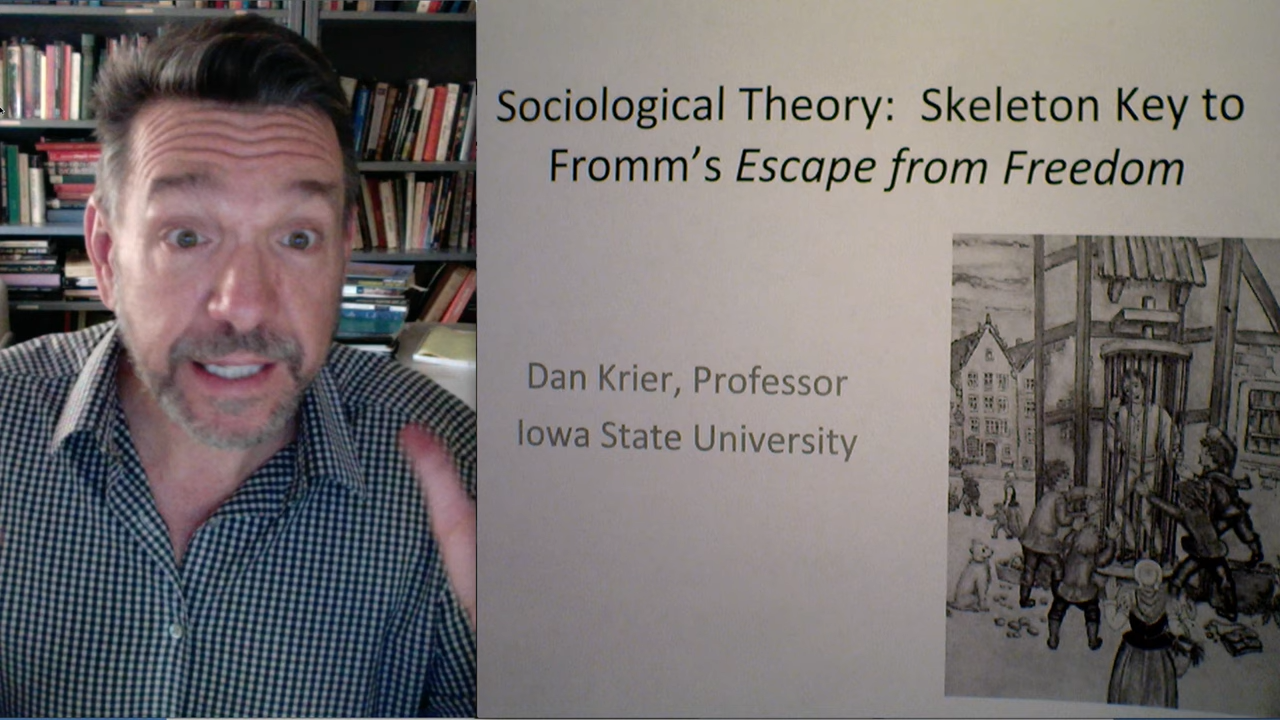 Sociological Theory:  Skeleton Key to
Fromm’s Escape from Freedom
Dan Krier, Professor
Iowa State University